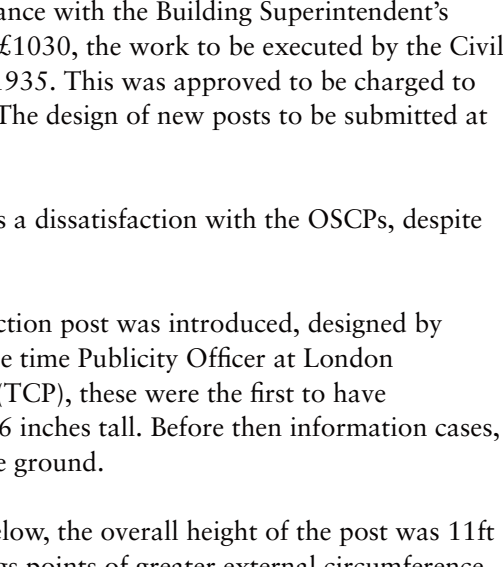 ance with the Building Superintendent’s
£1030, the work to be executed by the Civil
1935. This was approved to be charged to
The design of new posts to be submitted at
s a dissatisfaction with the OSCPs, despite
ction post was introduced, designed by
e time Publicity Officer at London
(TCP), these were the first to have
6 inches tall. Before then information cases,
e ground.
elow, the overall height of the post was 11ft
gs points of greater external circumference